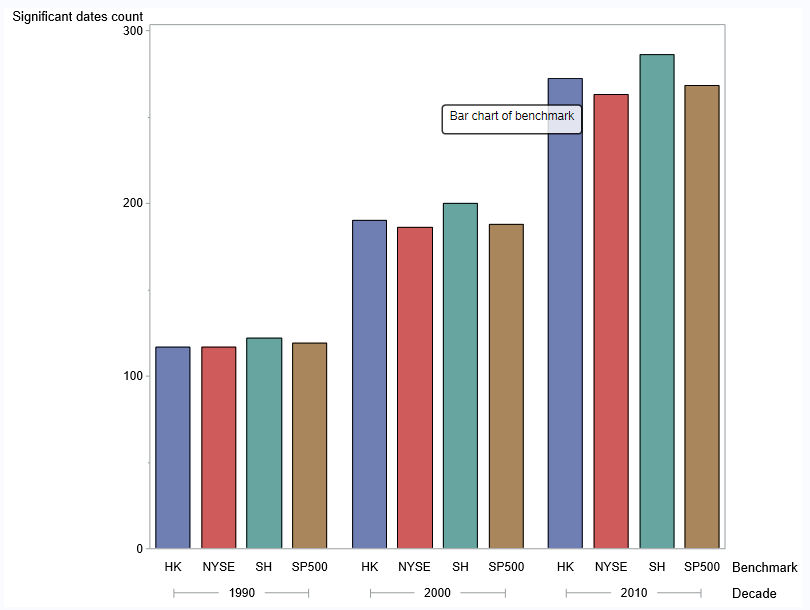 Significant dates count
300
200
100
0
Bar chart of benchmark
HK NYSE SH SP500 HK NYSE SH SP500 HK NYSE SH SP500 Benchmark
1990 2000 2010 Decade